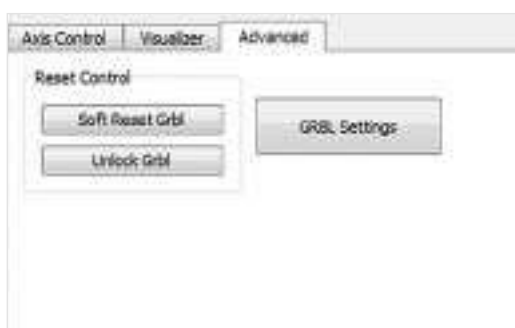 Axis Control Visualizer Advanced
Reset Control
Soft Reset Grbl
GRBL Settings
Unlock Grbl